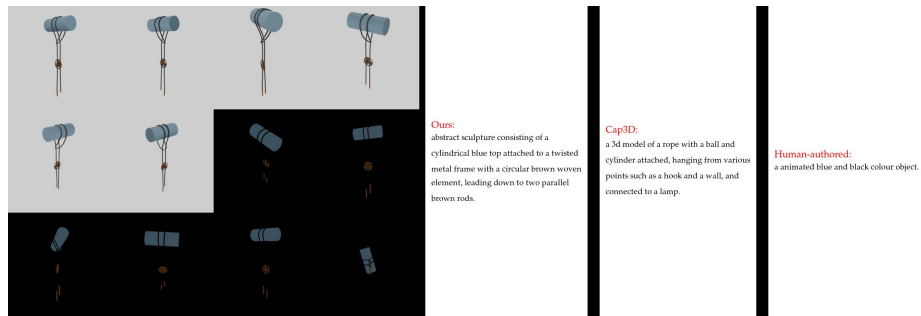 Ours:
abstract sculpture consisting of a
cylindrical blue top attached to a twisted
metal frame with a circular brown woven
element, leading down to two parallel
brown rods.
Cap3D:
a 3d model of a rope with a ball and
cylinder attached, hanging from various
points such as a hook and a wall, and
connected to a lamp.
Human-authored:
a animated blue and black colour object.